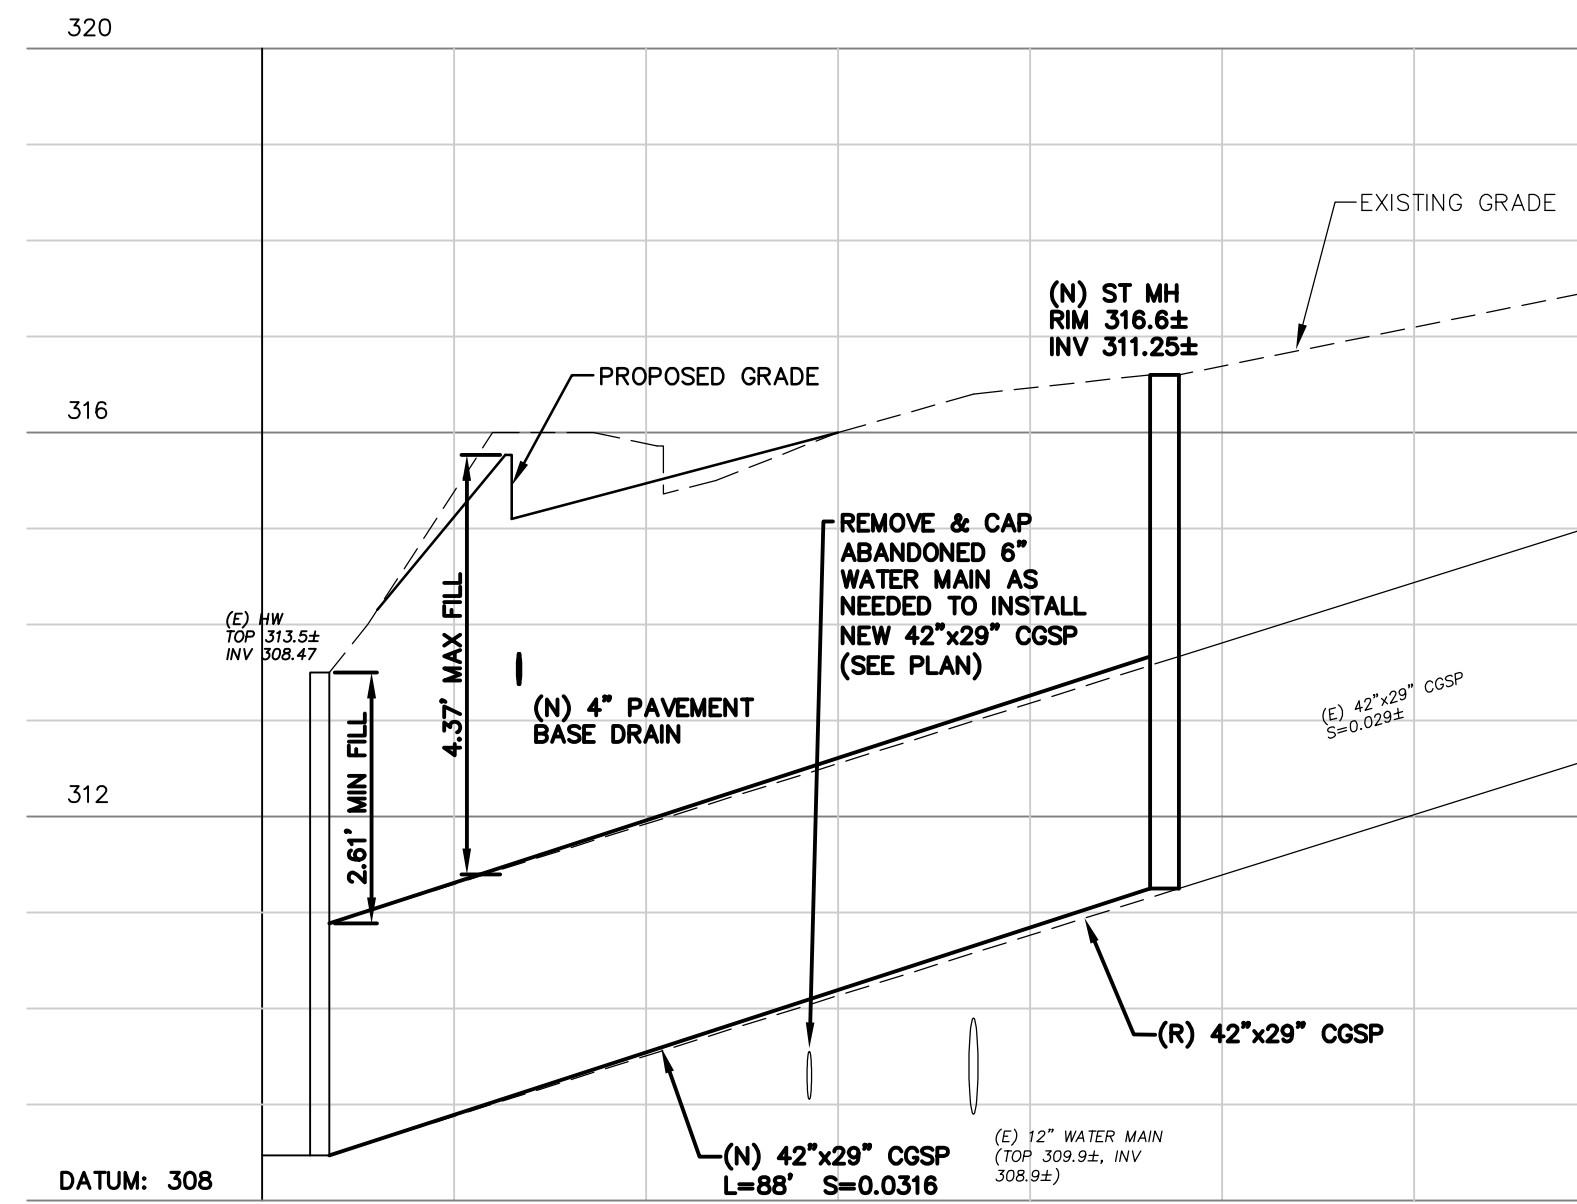 320
EXISTING GRADE
(N) ST MH
RIM 316.6±
INV 311.25±
PROPOSED GRADE
316
REMOVE & CAP
ABANDONED 6"
WATER MAIN AS
NEEDED TO INSTALL
NEW 42"x29" CGSP
(SEE PLAN)
(E) HW
TOP 313.5±
INV 308.47
4.37' MAX FILL
2.61' MIN FILL
(N) 4" PAVEMENT
BASE DRAIN
(E) 42"x29" CGSP
S=0.029±
312
(R) 42"x29" CGSP
(N) 42"x29" CGSP
L=88' S=0.0316
(E) 12" WATER MAIN
(TOP 309.9±, INV
308.9±)
DATUM: 308